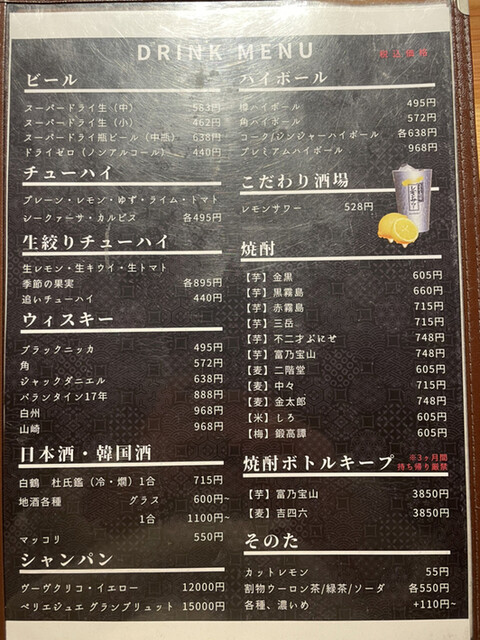 DRINK MENU
税込価格
ビール
スーパードライ生（中） 583円
スーパードライ生（小） 462円
スーパードライ瓶ビール（中瓶） 638円
ドライゼロ（ノンアルコール） 440円
チューハイ
プレーン・レモン・ゆず・ライム・トマト
シークァーサ・カルピス 各495円
生絞りチューハイ
生レモン・生キウイ・生トマト
季節の果実 各895円
追いチューハイ 440円
ウィスキー
ブラックニッカ 495円
角 572円
ジャックダニエル 638円
バランタイン17年 888円
白州 968円
山崎 968円
日本酒・韓国酒
白鶴 杜氏鑑（冷・燗）1合 715円
地酒各種 グラス 600円~
1合 1100円~
マッコリ 550円
シャンパン
ヴーヴクリコ・イエロー 12000円
ペリエジュエ グランブリュット 15000円
ハイボール
樽ハイボール 495円
角ハイボール 572円
コーク/ジンジャーハイボール 各638円
プレミアムハイボール 968円
こだわり酒場
レモンサワー 528円
焼酎
【芋】金黒 605円
【芋】黒霧島 660円
【芋】赤霧島 715円
【芋】三岳 715円
【芋】不二才ぷにせ 748円
【芋】富乃宝山 748円
【麦】二階堂 605円
【麦】中々 715円
【麦】金太郎 748円
【米】しろ 605円
【梅】鍛高譚 605円
焼酎ボトルキープ ※3ヶ月間
持ち帰り厳禁
【芋】富乃宝山 3850円
【麦】吉四六 3850円
そのた
カットレモン 55円
割物ウーロン茶/緑茶/ソーダ 各550円
各種、濃いめ +110円~